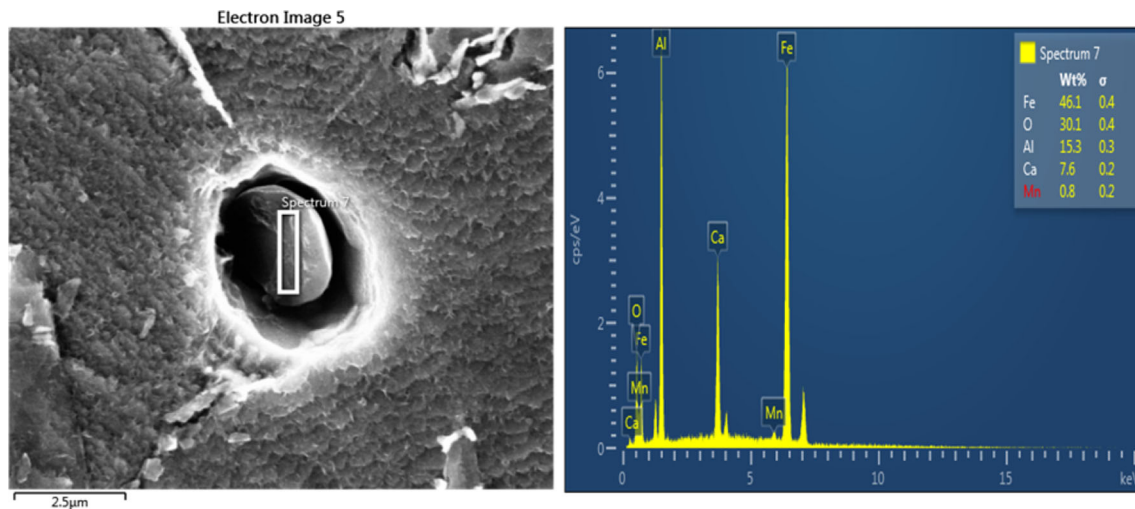 Electron Image 5
Spectrum 7
2.5µm
Al
Fe
Ca
O
Fe
Mn
Ca
Mn
cps/eV
6
4
2
0
0
5
10
15
keV
Spectrum 7
Wt% σ
Fe 46.1 0.4
O 30.1 0.4
Al 15.3 0.3
Ca 7.6 0.2
Mn 0.8 0.2